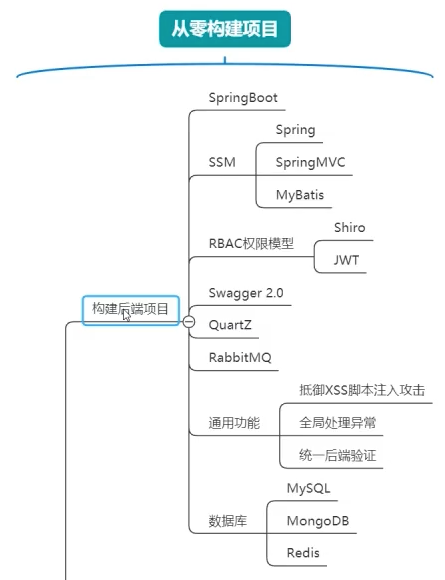 从零构建项目
SpringBoot
Spring
SSM
SpringMVC
MyBatis
Shiro
RBAC权限模型
JWT
构建后端项目
Swagger 2.0
QuartZ
RabbitMQ
抵御XSS脚本注入攻击
通用功能
全局处理异常
统一后端验证
MySQL
数据库
MongoDB
Redis